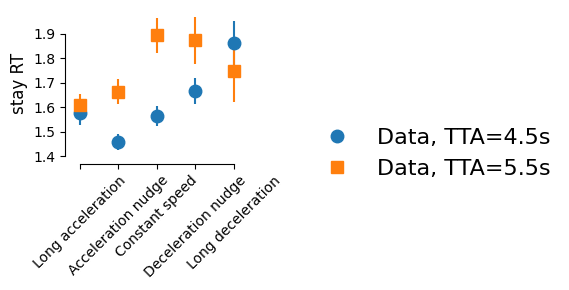 stay RT
1.9
1.8
1.7
1.6
1.5
1.4
Long acceleration
Acceleration nudge
Constant speed
Deceleration nudge
Long deceleration
Data, TTA=4.5s
Data, TTA=5.5s